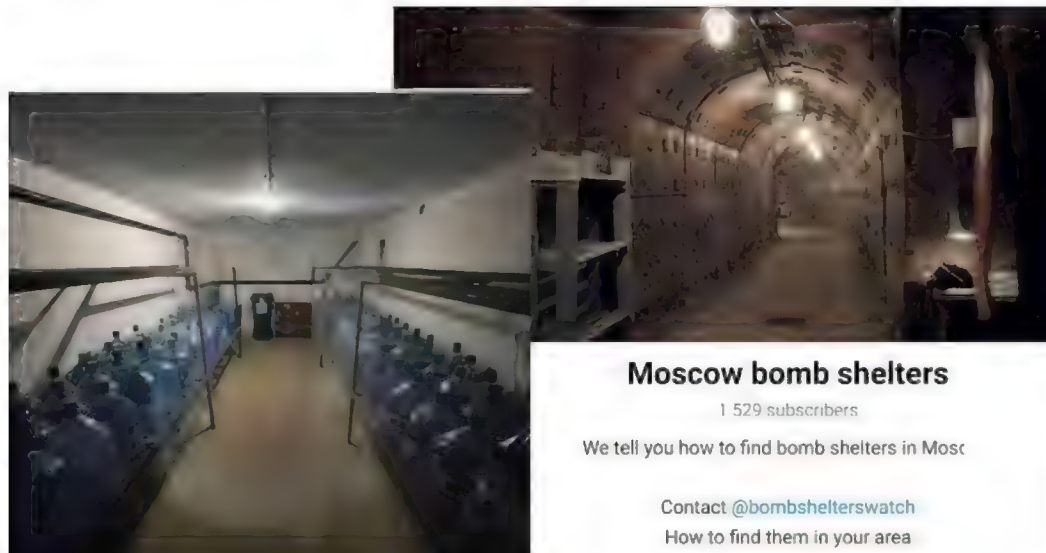 Moscow bomb shelters
1 529 subscribers
We tell you how to find bomb shelters in Mosc
Contact @bombshelterswatch
How to find them in your area